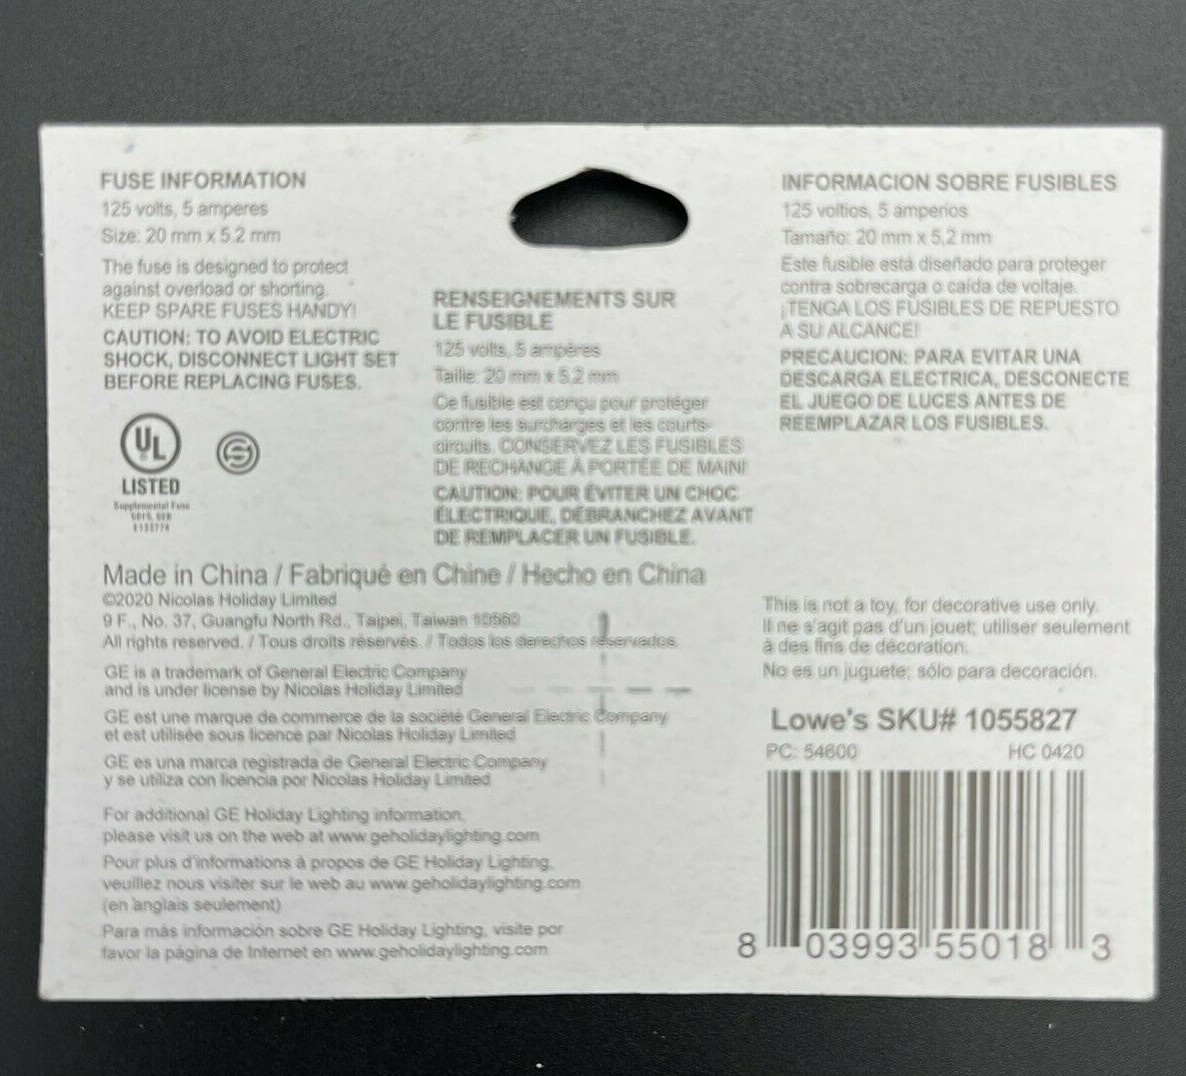 FUSE INFORMATION
125 volts, 5 amperes
Size: 20 mm x 5.2 mm
The fuse is designed to protect
against overload or shorting.
KEEP SPARE FUSES HANDY!
CAUTION: TO AVOID ELECTRIC
SHOCK, DISCONNECT LIGHT SET
BEFORE REPLACING FUSES.
UL
LISTED
Supplemental Fuse
E133774
RENSEIGNEMENTS SUR
LE FUSIBLE
125 volts, 5 ampères
Taille: 20 mm x 5.2 mm
Ce fusible est conçu pour protéger
contre les surcharges et les courts-
circuits. CONSERVEZ LES FUSIBLES
DE RECHANGE À PORTÉE DE MAIN!
CAUTION: POUR ÉVITER UN CHOC
ÉLECTRIQUE, DÉBRANCHEZ AVANT
DE REMPLACER UN FUSIBLE.
INFORMACION SOBRE FUSIBLES
125 voltios, 5 amperios
Tamaño: 20 mm x 5,2 mm
Este fusible está diseñado para proteger
contra sobrecarga o caída de voltaje.
¡TENGA LOS FUSIBLES DE REPUESTO
A SU ALCANCE!
PRECAUCION: PARA EVITAR UNA
DESCARGA ELECTRICA, DESCONECTE
EL JUEGO DE LUCES ANTES DE
REEMPLAZAR LOS FUSIBLES.
Made in China / Fabriqué en Chine / Hecho en China
©2020 Nicolas Holiday Limited
9 F., No. 37, Guangfu North Rd., Taipei, Taiwan 10560
All rights reserved. / Tous droits réservés. / Todos los derechos reservados.
GE is a trademark of General Electric Company
and is under license by Nicolas Holiday Limited
GE est une marque de commerce de la société General Electric Company
et est utilisée sous licence par Nicolas Holiday Limited
GE es una marca registrada de General Electric Company
y se utiliza con licencia por Nicolas Holiday Limited
For additional GE Holiday Lighting information,
please visit us on the web at www.geholidaylighting.com
Pour plus d'informations à propos de GE Holiday Lighting,
veuillez nous visiter sur le web au www.geholidaylighting.com
(en anglais seulement)
Para más información sobre GE Holiday Lighting, visite por
favor la página de Internet en www.geholidaylighting.com
This is not a toy, for decorative use only.
Il ne s'agit pas d'un jouet; utiliser seulement
à des fins de décoration.
No es un juguete; sólo para decoración.
Lowe's SKU# 1055827
PC: 54600 HC 0420
8 03993 55018 3